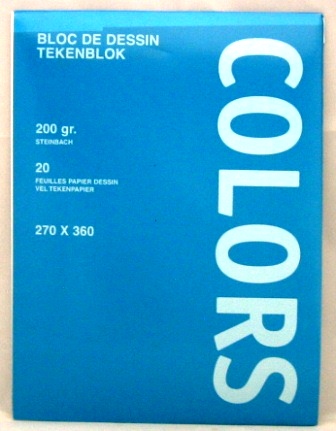 BLOC DE DESSIN
TEKENBLOK
200 gr.
STEINBACH
20
FEUILLES PAPIER DESSIN
VEL TEKENPAPIER
270 X 360
COLORS